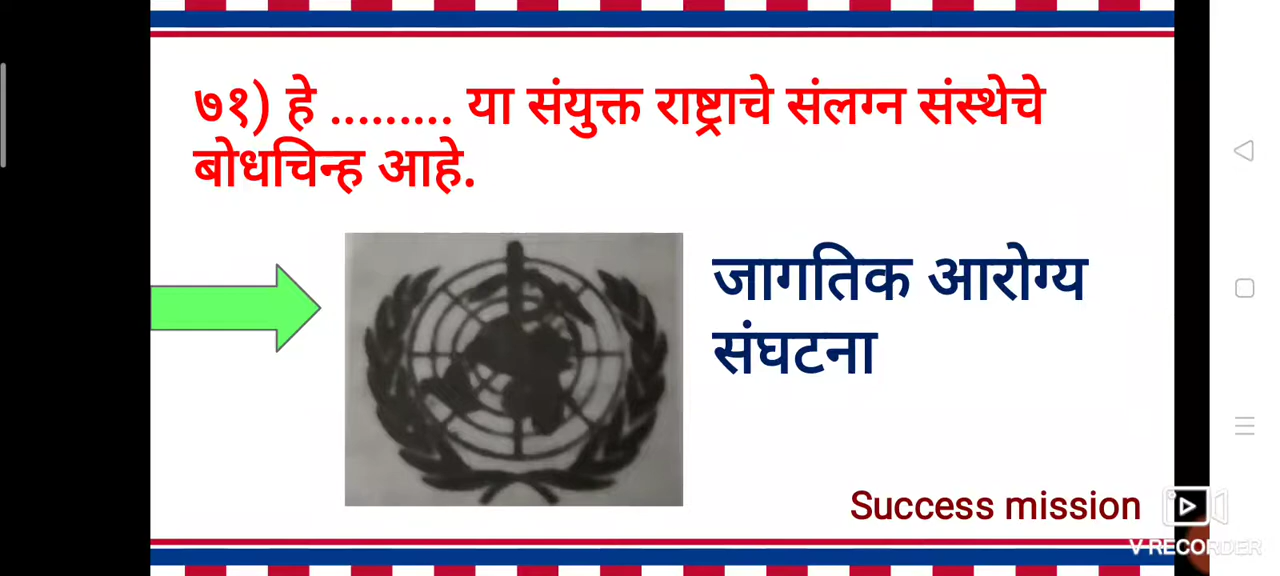 ७१) हे ......... या संयुक्त राष्ट्राचे संलग्न संस्थेचे
बोधचिन्ह आहे.
जागतिक आरोग्य
संघटना
Success mission
V RECORDER